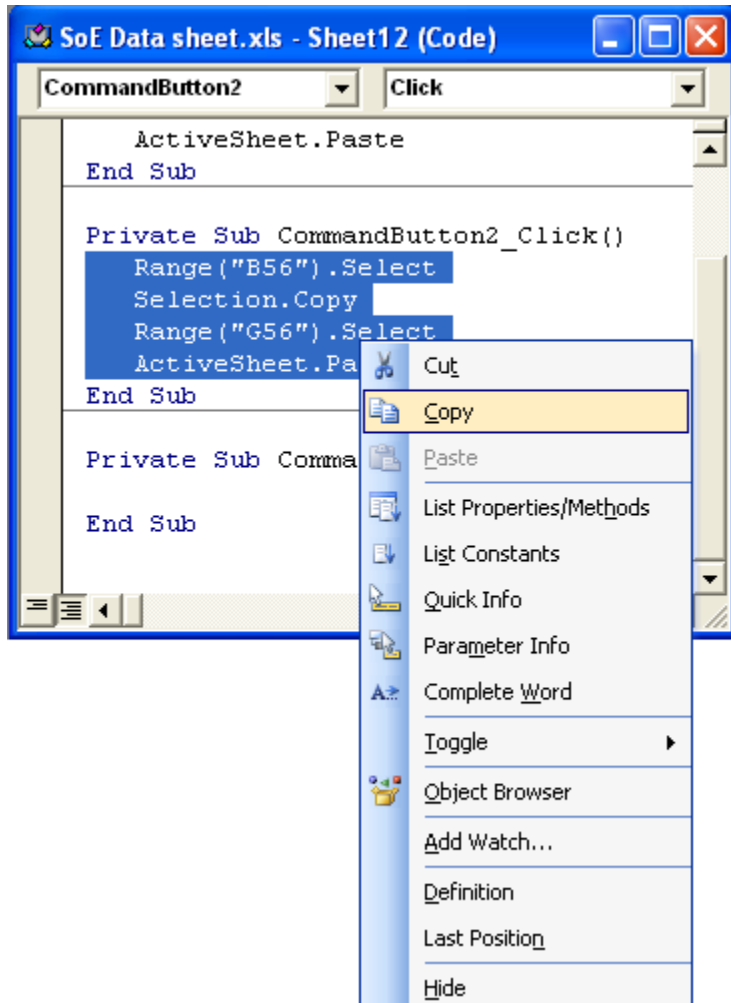 SoE Data sheet.xls - Sheet12 (Code)
CommandButton2 Click
ActiveSheet.Paste
End Sub
Private Sub CommandButton2_Click()
Range("B56").Select
Selection.Copy
Range("G56").Select
ActiveSheet.Pa
End Sub
Private Sub Comma
End Sub
Cut
Copy
Paste
List Properties/Methods
List Constants
Quick Info
Parameter Info
Complete Word
Toggle
Object Browser
Add Watch...
Definition
Last Position
Hide